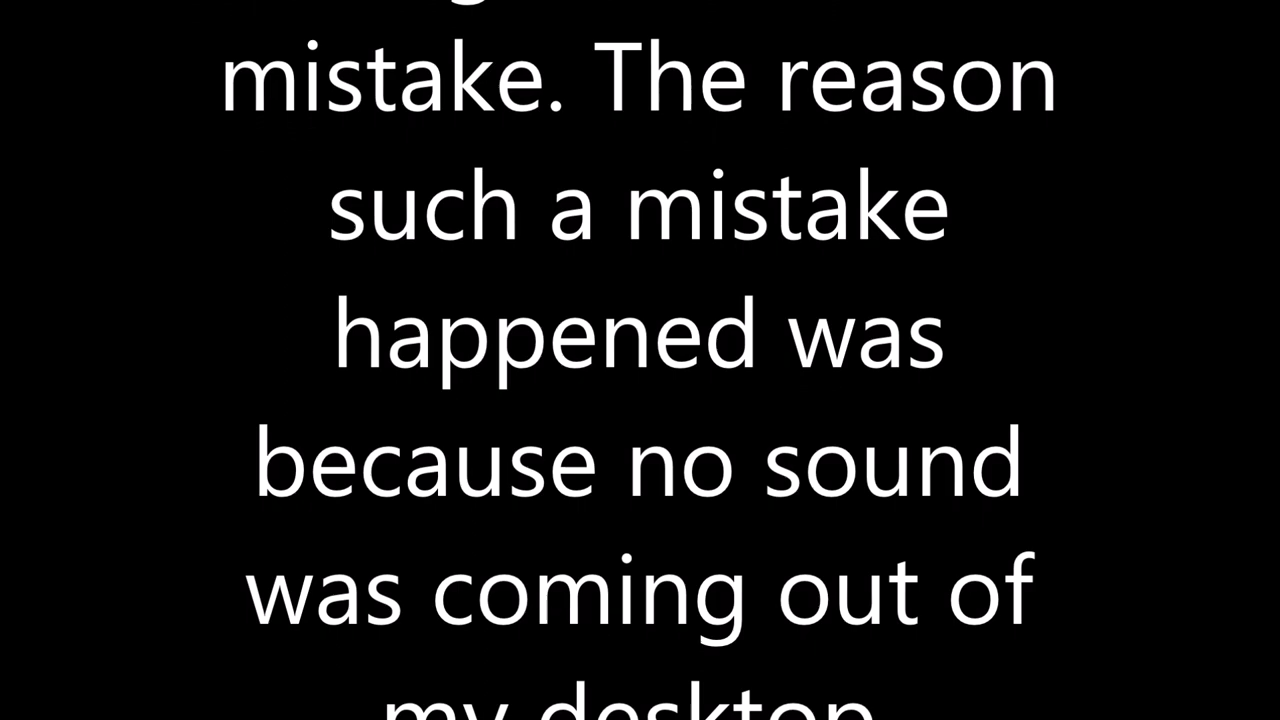 mistake. The reason
such a mistake
happened was
because no sound
was coming out of
my desktop